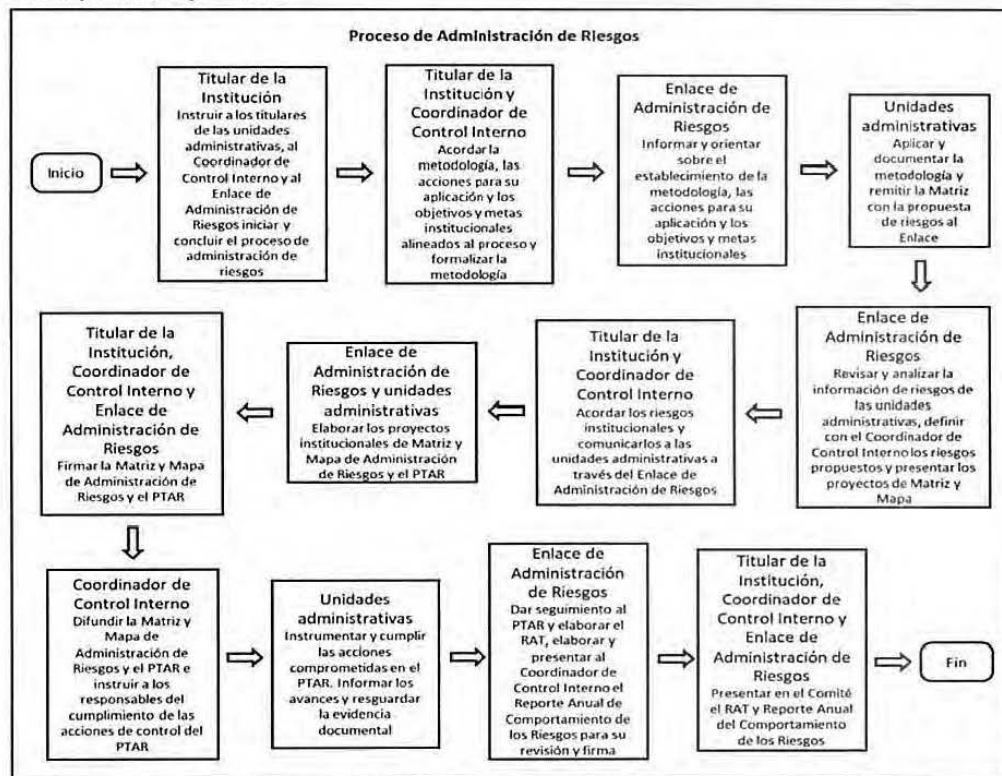 Proceso de Administración de Riesgos
Inicio
Titular de la
Institución
Instruir a los titulares
de las unidades
administrativas, al
Coordinador de
Control Interno y al
Enlace de
Administración de
Riesgos iniciar y
concluir el proceso de
administración de
riesgos
Titular de la
Institución y
Coordinador de
Control Interno
Acordar la
metodología, las
acciones para su
aplicación y los
objetivos y metas
institucionales
alineados al proceso y
formalizar la
metodología
Enlace de
Administración de
Riesgos
Informar y orientar
sobre el
establecimiento de la
metodología, las
acciones para su
aplicación y los
objetivos y metas
institucionales
Unidades
administrativas
Aplicar y
documentar la
metodología y
remitir la Matriz
con la propuesta
de riesgos al
Enlace
Enlace de
Administración de
Riesgos
Revisar y analizar la
información de riesgos de
las unidades
administrativas, definir
con el Coordinador de
Control Interno los riesgos
propuestos y presentar los
proyectos de Matriz y
Mapa
Titular de la
Institución y
Coordinador de
Control Interno
Acordar los riesgos
institucionales y
comunicarlos a las
unidades administrativas a
través del Enlace de
Administración de Riesgos
Enlace de
Administración de
Riesgos y unidades
administrativas
Elaborar los proyectos
institucionales de Matriz y
Mapa de Administración
de Riesgos y el PTAR
Titular de la
Institución,
Coordinador de
Control Interno y
Enlace de
Administración de
Riesgos
Firmar la Matriz y Mapa
de Administración de
Riesgos y el PTAR
Coordinador de
Control Interno
Difundir la Matriz y
Mapa de
Administración de
Riesgos y el PTAR e
instruir a los
responsables del
cumplimiento de las
acciones de control del
PTAR
Unidades
administrativas
Instrumentar y cumplir
las acciones
comprometidas en el
PTAR. Informar los
avances y resguardar
la evidencia
documental
Enlace de
Administración de
Riesgos
Dar seguimiento al
PTAR y elaborar el
RAT, elaborar y
presentar al
Coordinador de
Control Interno el
Reporte Anual de
Comportamiento de
los Riesgos para su
revisión y firma
Titular de la
Institución,
Coordinador de
Control Interno y
Enlace de
Administración de
Riesgos
Presentar en el Comité
el RAT y Reporte Anual
del Comportamiento
de los Riesgos
Fin